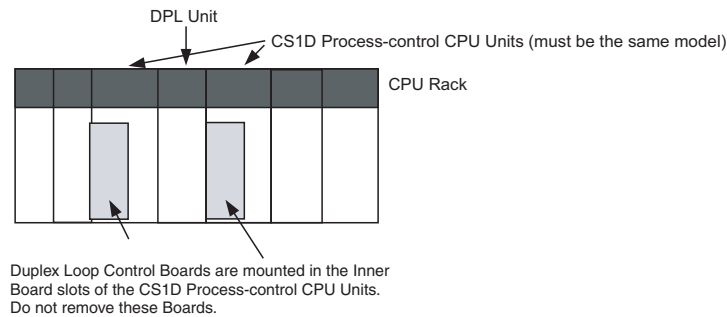 DPL Unit
CS1D Process-control CPU Units (must be the same model)
CPU Rack
Duplex Loop Control Boards are mounted in the Inner
Board slots of the CS1D Process-control CPU Units.
Do not remove these Boards.